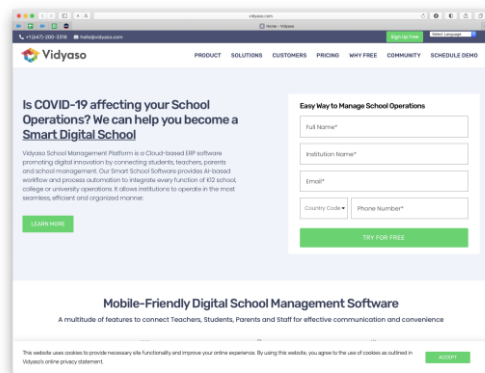 vidyaso.com
Home - Vidyaso
hello@vidyaso.com
Sign Up Free
Select Language
Vidyaso
PRODUCT SOLUTIONS CUSTOMERS PRICING WHY FREE COMMUNITY SCHEDULE DEMO
Is COVID-19 affecting your School
Operations? We can help you become a
Smart Digital School
Vidyaso School Management Platform is a Cloud-based ERP software
promoting digital innovation by connecting students, teachers, parents
and school management. Our Smart School Software provides AI-based
workflow and process automation to integrate every function of K12 school,
college or university operations. It allows institutions to operate in the most
seamless, efficient and organized manner.
LEARN MORE
Easy Way to Manage School Operations
Full Name*
Institution Name*
Email*
Country Code Phone Number*
TRY FOR FREE
Mobile-Friendly Digital School Management Software
A multitude of features to connect Teachers, Students, Parents and Staff for effective communication and convenience
This website uses cookies to provide necessary site functionality and improve your online experience. By using this website, you agree to the use of cookies as outlined in
Vidyaso's online privacy statement.
ACCEPT